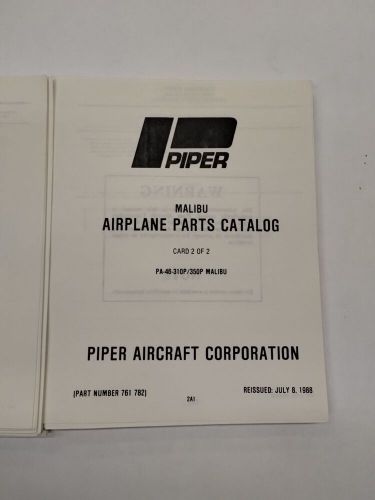 PIPER
WARNING
MALIBU
AIRPLANE PARTS CATALOG
CARD 2 OF 2
PA-46-310P/350P MALIBU
PIPER AIRCRAFT CORPORATION
(PART NUMBER 761 782)
REISSUED: JULY 8, 1988
2A1